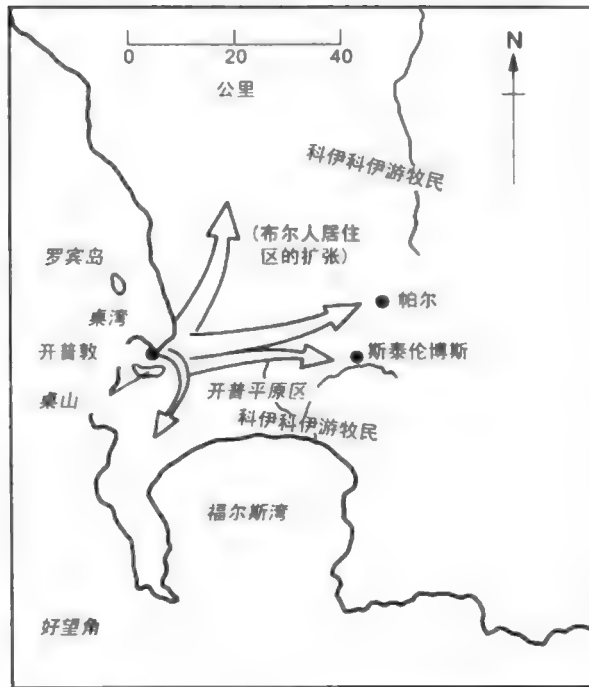 0 20 40
公里
N
科伊科伊游牧民
(布尔人居住
区的扩张)
罗宾岛
桌湾
帕尔
开普敦
斯泰伦博斯
桌山
开普平原区
科伊科伊游牧民
福尔斯湾
好望角